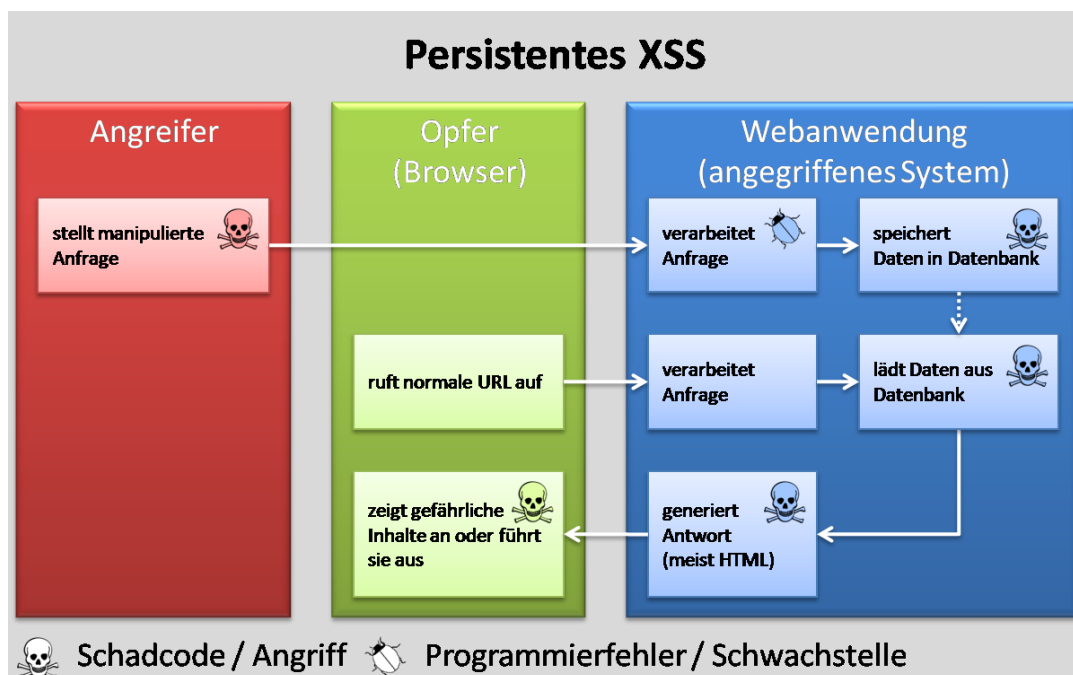 Persistentes XSS
Angreifer
Opfer
(Browser)
Webanwendung
(angegriffenes System)
stellt manipulierte
Anfrage
verarbeitet
Anfrage
speichert
Daten in Datenbank
ruft normale URL auf
verarbeitet
Anfrage
lädt Daten aus
Datenbank
zeigt gefährliche
Inhalte an oder führt
sie aus
generiert
Antwort
(meist HTML)
Schadcode / Angriff
Programmierfehler / Schwachstelle